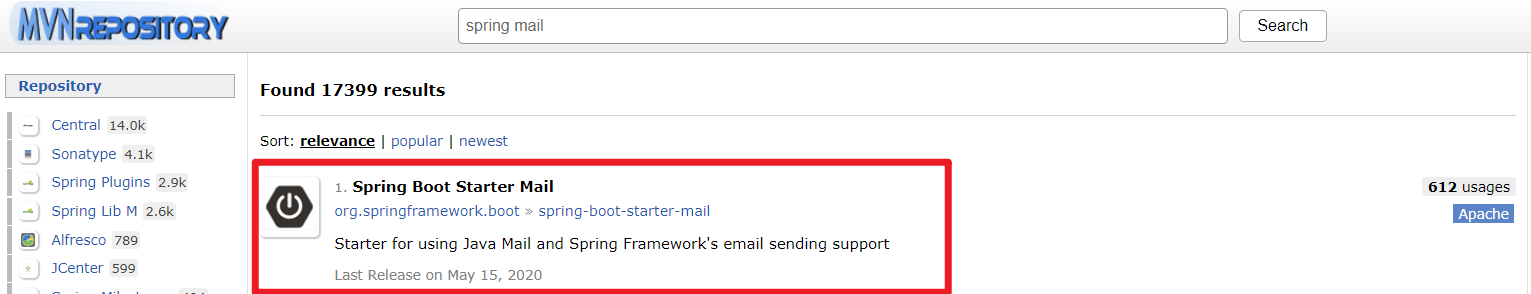 MVNREPOSITORY
spring mail
Search
Repository
Central 14.0k
Sonatype 4.1k
Spring Plugins 2.9k
Spring Lib M 2.6k
Alfresco 789
JCenter 599
Found 17399 results
Sort: relevance | popular | newest
1. Spring Boot Starter Mail
612 usages
org.springframework.boot » spring-boot-starter-mail
Apache
Starter for using Java Mail and Spring Framework's email sending support
Last Release on May 15, 2020